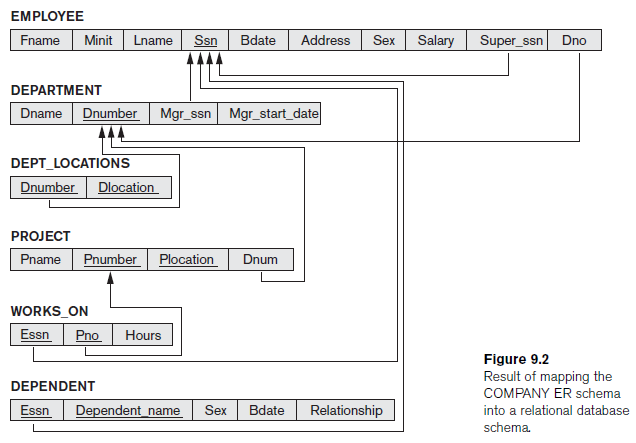 EMPLOYEE
Fname Minit Lname Ssn Bdate Address Sex Salary Super_ssn Dno
DEPARTMENT
Dname Dnumber Mgr_ssn Mgr_start_date
DEPT_LOCATIONS
Dnumber Dlocation
PROJECT
Pname Pnumber Plocation Dnum
WORKS_ON
Essn Pno Hours
DEPENDENT
Essn Dependent_name Sex Bdate Relationship
Figure 9.2
Result of mapping the
COMPANY ER schema
into a relational database
schema.